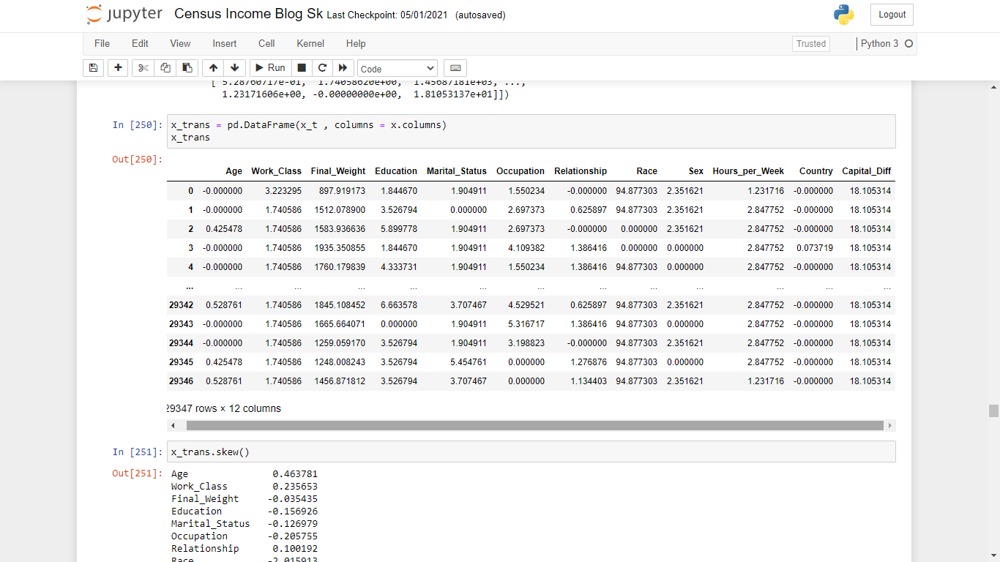 jupyter Census Income Blog Sk Last Checkpoint: 05/01/2021 (autosaved) Logout
File Edit View Insert Cell Kernel Help Trusted Python 3
Run Code
[ 5.28760717e-01, 1.74058620e+00, 1.45687181e+03, ...,
1.23171606e+00, -0.00000000e+00, 1.81053137e+01]])
In [250]: x_trans = pd.DataFrame(x_t , columns = x.columns)
x_trans
Out[250]:
Age Work_Class Final_Weight Education Marital_Status Occupation Relationship Race Sex Hours_per_Week Country Capital_Diff
0 -0.000000 3.223295 897.919173 1.844670 1.904911 1.550234 -0.000000 94.877303 2.351621 1.231716 -0.000000 18.105314
1 -0.000000 1.740586 1512.078900 3.526794 0.000000 2.697373 0.625897 94.877303 2.351621 2.847752 -0.000000 18.105314
2 0.425478 1.740586 1583.936636 5.899778 1.904911 2.697373 -0.000000 0.000000 2.351621 2.847752 -0.000000 18.105314
3 -0.000000 1.740586 1935.350855 1.844670 1.904911 4.109382 1.386416 0.000000 0.000000 2.847752 0.073719 18.105314
4 -0.000000 1.740586 1760.179839 4.333731 1.904911 1.550234 1.386416 94.877303 0.000000 2.847752 -0.000000 18.105314
... ... ... ... ... ... ... ... ... ... ... ... ...
29342 0.528761 1.740586 1845.108452 6.663578 3.707467 4.529521 0.625897 94.877303 2.351621 2.847752 -0.000000 18.105314
29343 -0.000000 1.740586 1665.664071 0.000000 1.904911 5.316717 1.386416 94.877303 0.000000 2.847752 -0.000000 18.105314
29344 -0.000000 1.740586 1259.059170 3.526794 1.904911 3.198823 -0.000000 94.877303 2.351621 2.847752 -0.000000 18.105314
29345 0.425478 1.740586 1248.008243 3.526794 5.454761 0.000000 1.276876 94.877303 0.000000 2.847752 -0.000000 18.105314
29346 0.528761 1.740586 1456.871812 3.526794 3.707467 0.000000 1.134403 94.877303 2.351621 1.231716 -0.000000 18.105314
29347 rows × 12 columns
In [251]: x_trans.skew()
Out[251]: Age 0.463781
Work_Class 0.235653
Final_Weight -0.035435
Education -0.156926
Marital_Status -0.126979
Occupation -0.205755
Relationship 0.100192
Race -2.015913